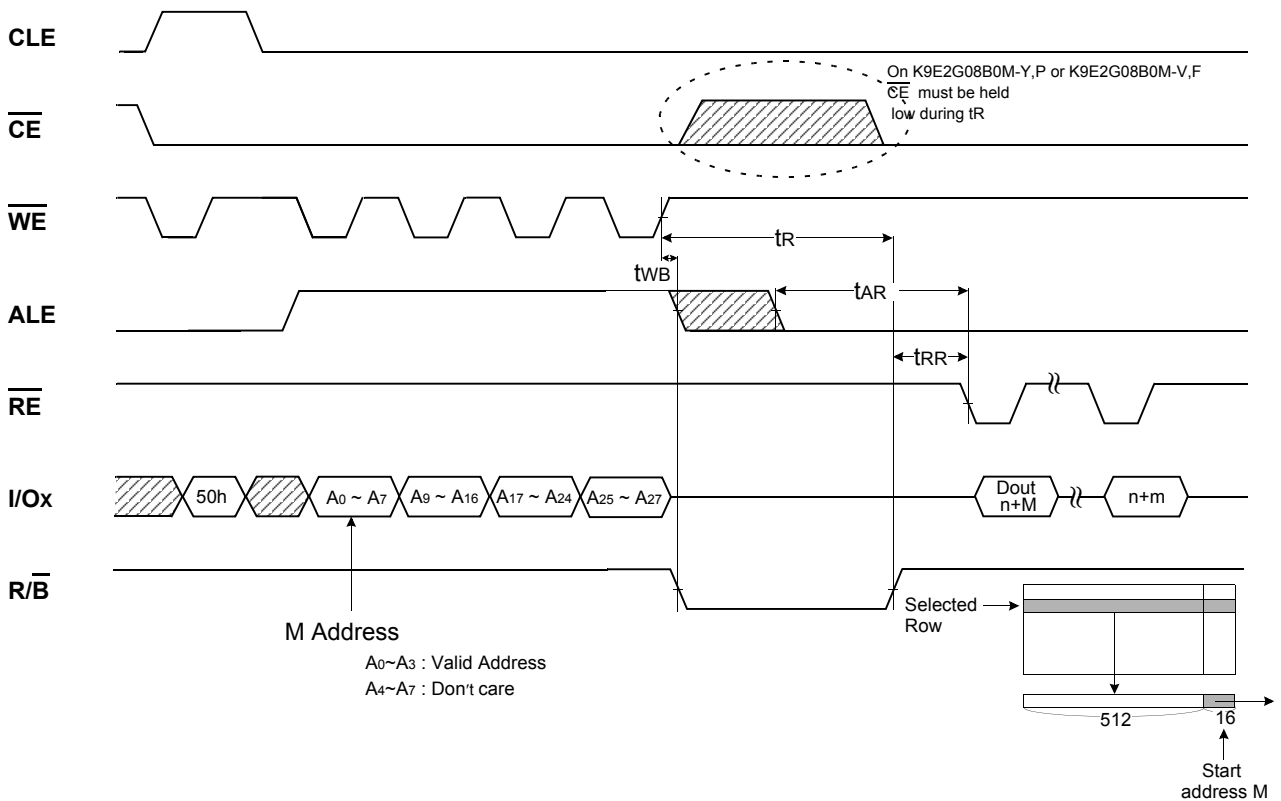 CLE
On K9E2G08B0M-Y,P or K9E2G08B0M-V,F
CE must be held
low during tR
CE
WE
tR
tWB
ALE
tAR
tRR
RE
I/Ox
50h
A0 ~ A7
A9 ~ A16
A17 ~ A24
A25 ~ A27
Dout
n+M
n+m
R/B
M Address
A0~A3 : Valid Address
A4~A7 : Don't care
Selected
Row
512
16
Start
address M